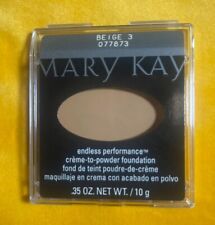 BEIGE 3
077873
MARY KAY
endless performance™
crème-to-powder foundation
fond de teint poudre-de-crème
maquillaje en crema con acabado en polvo
.35 OZ. NET WT. / 10 g